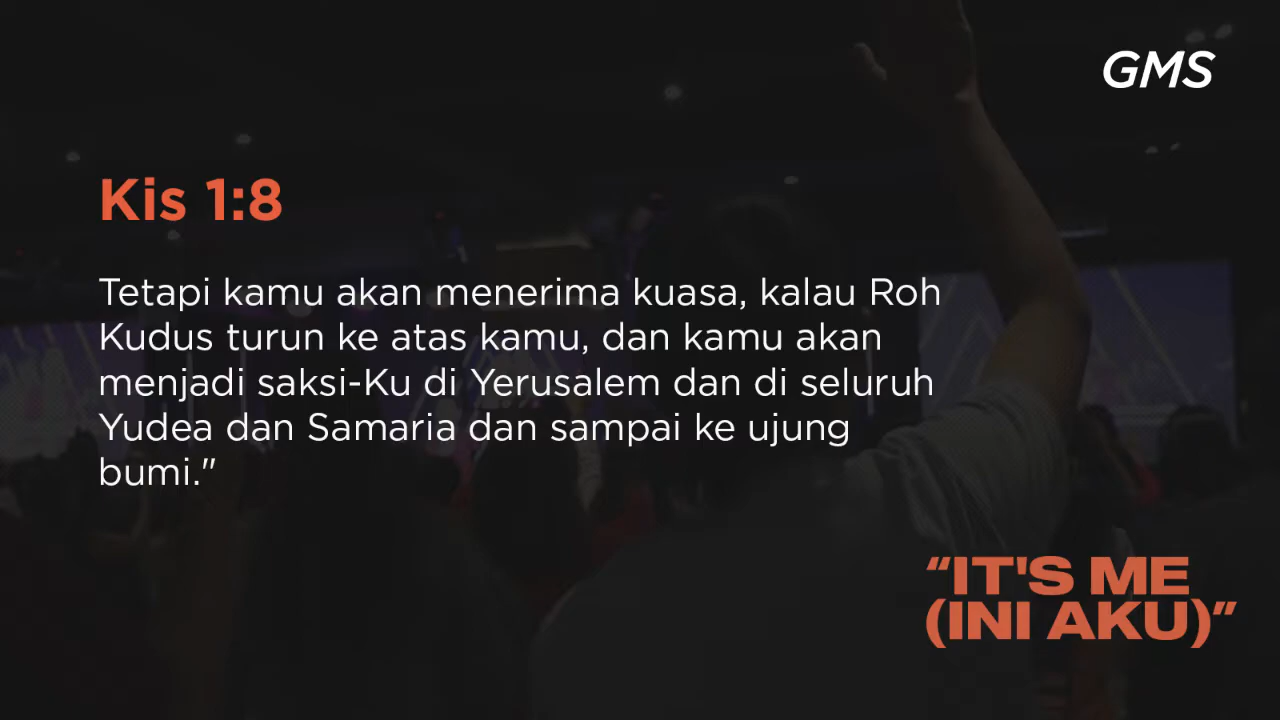 GMS
Kis 1:8
Tetapi kamu akan menerima kuasa, kalau Roh
Kudus turun ke atas kamu, dan kamu akan
menjadi saksi-Ku di Yerusalem dan di seluruh
Yudea dan Samaria dan sampai ke ujung
bumi."
“IT'S ME
(INI AKU)”